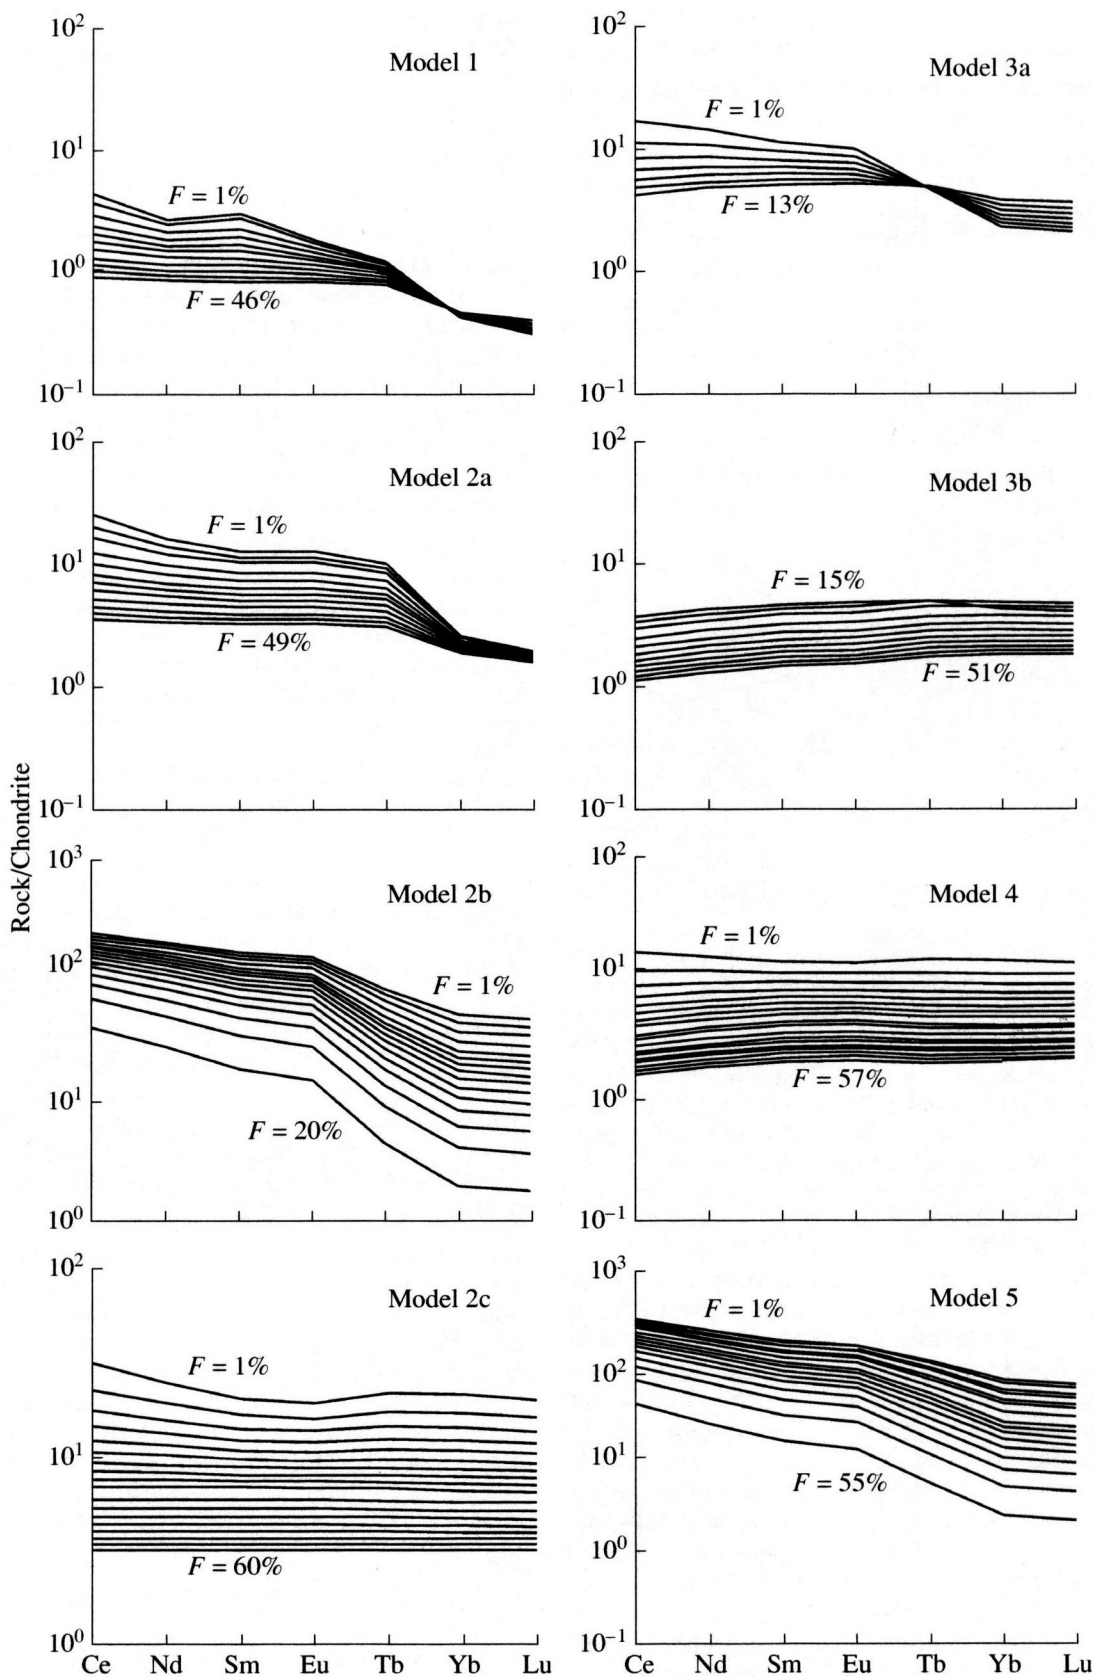 10²
Model 1
10¹
F = 1%
10⁰
F = 46%
10⁻¹
10²
Model 3a
F = 1%
10¹
F = 13%
10⁰
10⁻¹
10²
Model 2a
F = 1%
10¹
F = 49%
10⁰
10⁻¹
10²
Model 3b
10¹
F = 15%
10⁰
F = 51%
10⁻¹
Rock/Chondrite
10³
Model 2b
10²
F = 1%
10¹
F = 20%
10⁰
10²
Model 4
F = 1%
10¹
F = 57%
10⁰
10⁻¹
10²
Model 2c
F = 1%
10¹
F = 60%
10⁰
Ce Nd Sm Eu Tb Yb Lu
10³
Model 5
F = 1%
10²
10¹
F = 55%
10⁰
10⁻¹
Ce Nd Sm Eu Tb Yb Lu